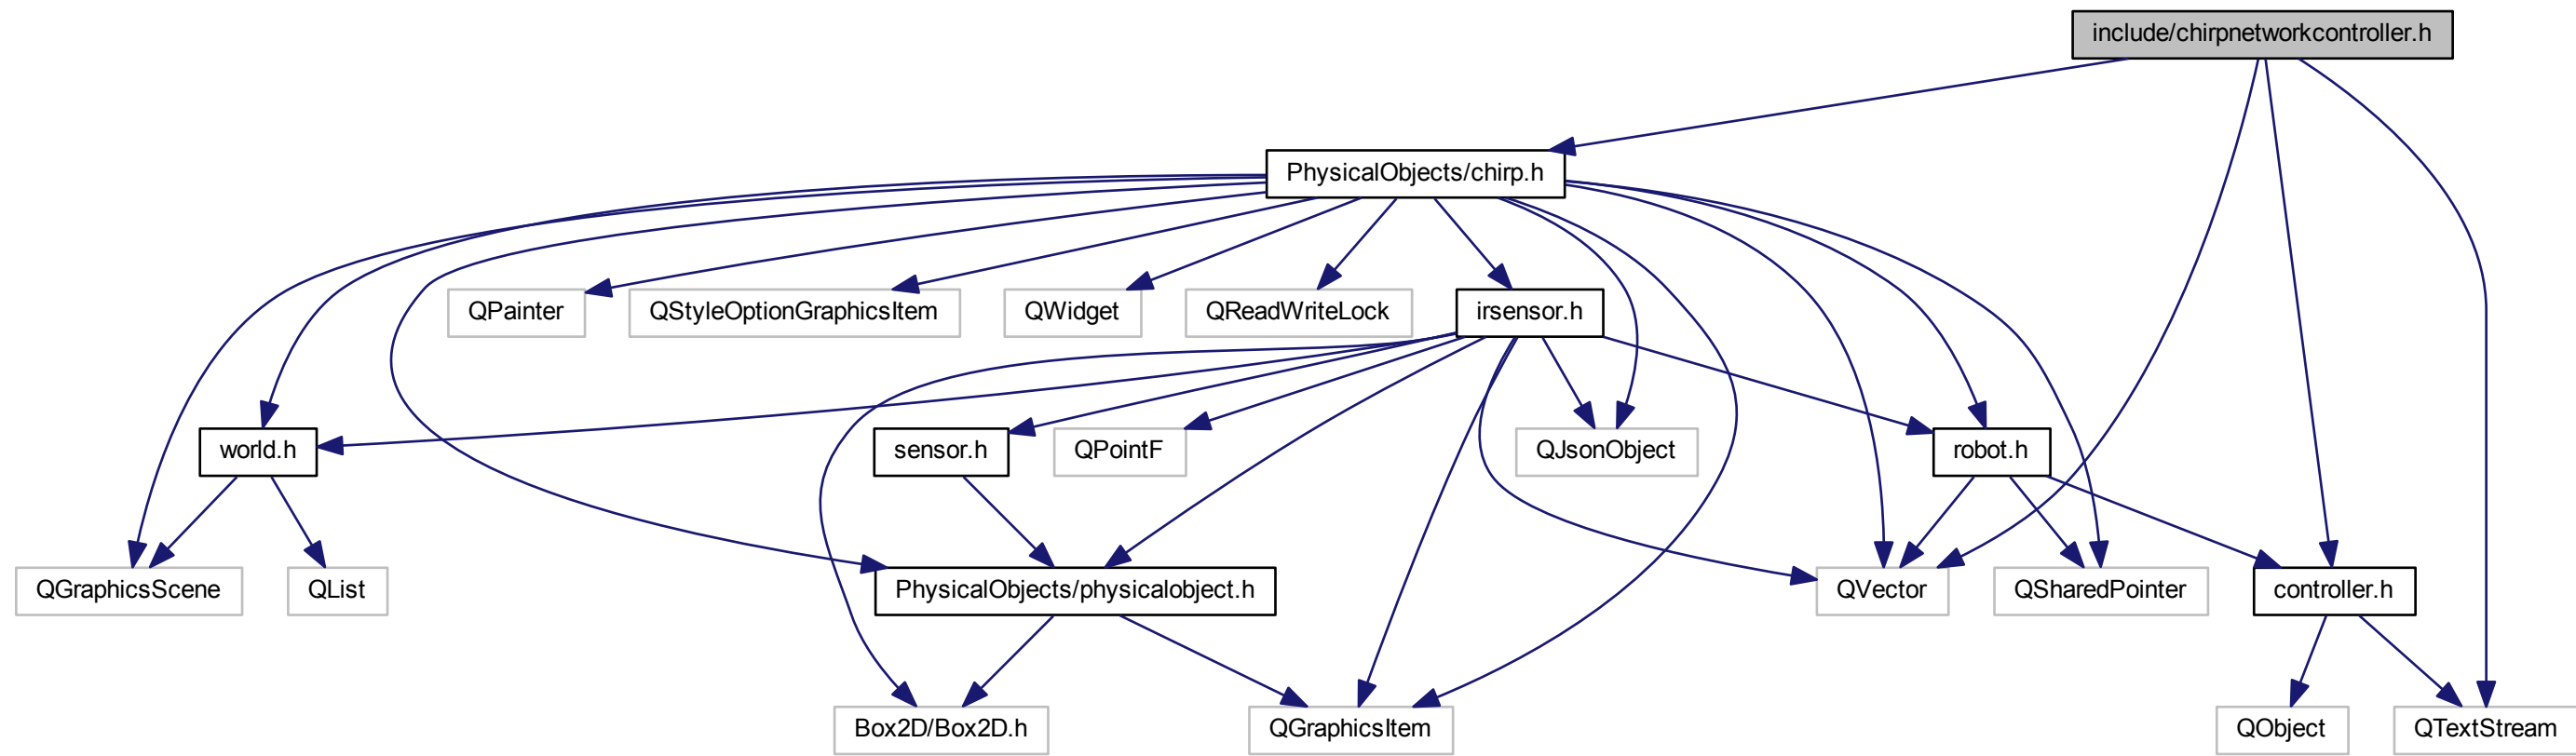 include/chirpnetworkcontroller.h
PhysicalObjects/chirp.h
QPainter
QStyleOptionGraphicsItem
QWidget
QReadWriteLock
irsensor.h
world.h
sensor.h
QPointF
QJsonObject
robot.h
QGraphicsScene
QList
PhysicalObjects/physicalobject.h
QVector
QSharedPointer
controller.h
Box2D/Box2D.h
QGraphicsItem
QObject
QTextStream